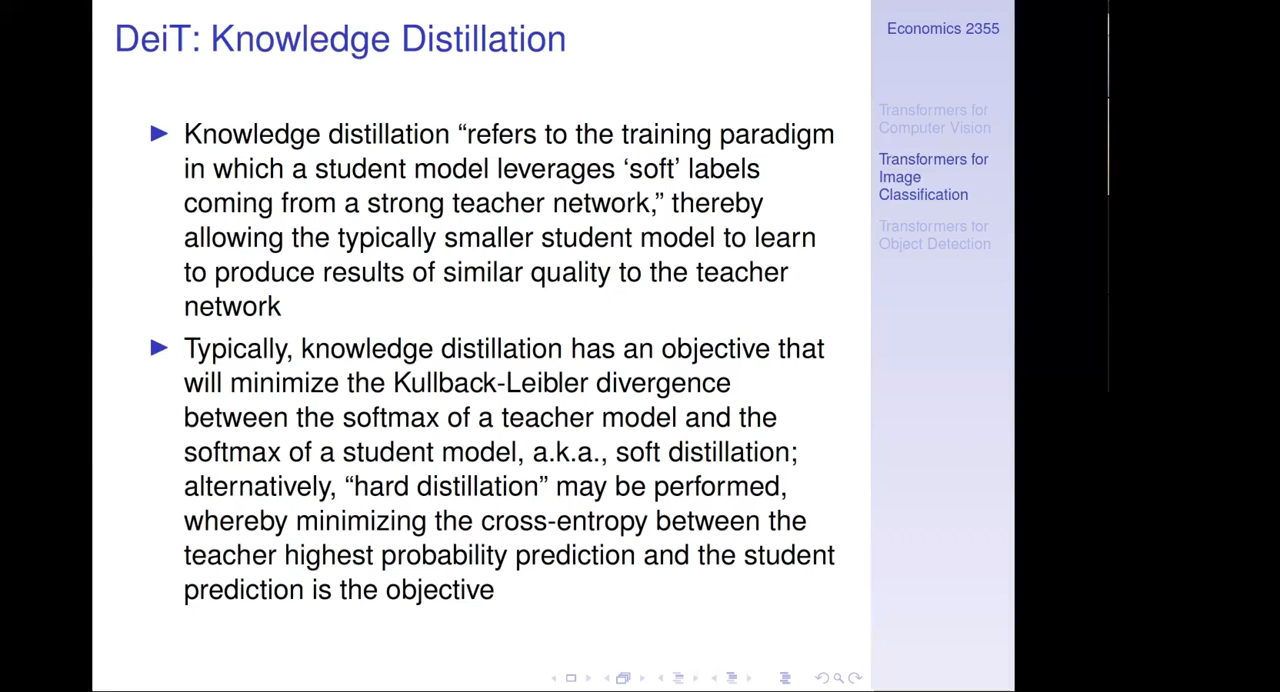 DeiT: Knowledge Distillation
Knowledge distillation “refers to the training paradigm
in which a student model leverages ‘soft’ labels
coming from a strong teacher network,” thereby
allowing the typically smaller student model to learn
to produce results of similar quality to the teacher
network
Typically, knowledge distillation has an objective that
will minimize the Kullback-Leibler divergence
between the softmax of a teacher model and the
softmax of a student model, a.k.a., soft distillation;
alternatively, “hard distillation” may be performed,
whereby minimizing the cross-entropy between the
teacher highest probability prediction and the student
prediction is the objective
Economics 2355
Transformers for
Computer Vision
Transformers for
Image
Classification
Transformers for
Object Detection